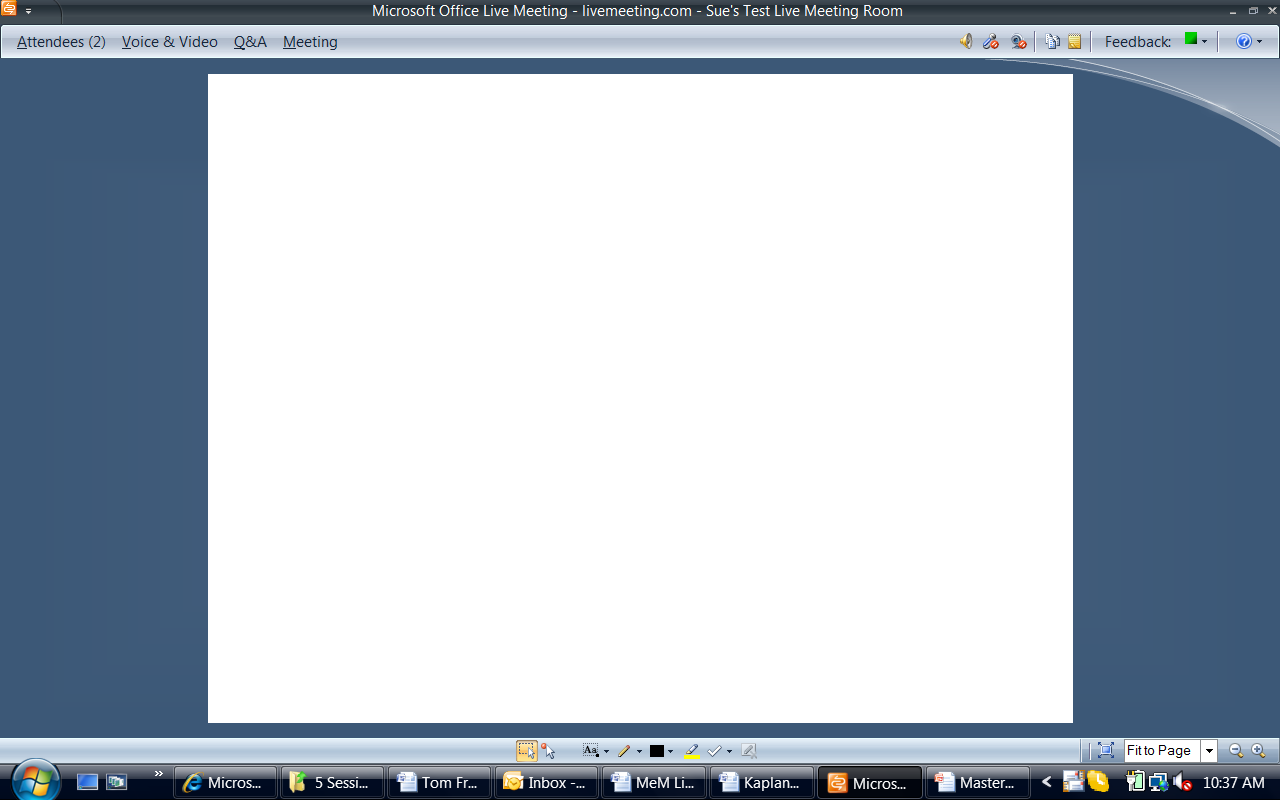 Microsoft Office Live Meeting - livemeeting.com - Sue's Test Live Meeting Room
Attendees (2) Voice & Video Q&A Meeting Feedback:
Aa Fit to Page
» Micros... 5 Sessi... Tom Fr... Inbox -... MeM Li... Kaplan... Micros... Master... < 10:37 AM